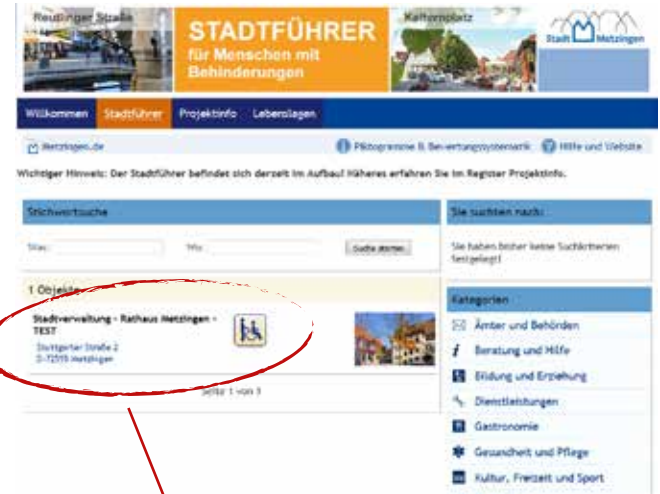 Reutlinger Straße
STADTFÜHRER
für Menschen mit
Behinderungen
Kelternplatz
Stadt Metzingen
Willkommen Stadtführer Projektinfo Lebenslagen
Metzingen.de
Piktogramme & Bewertungssystematik
Hilfe und Website
Wichtiger Hinweis: Der Stadtführer befindet sich derzeit im Aufbau! Näheres erfahren Sie im Register Projektinfo.
Stichwortsuche
Was:
Wo:
Suche starten
1 Objekte
Stadtverwaltung - Rathaus Metzingen -
TEST
Stuttgarter Straße 2
D-72555 Metzingen
Seite 1 von 1
Sie suchten nach:
Sie haben bisher keine Suchkriterien
festgelegt!
Kategorien
Ämter und Behörden
Beratung und Hilfe
Bildung und Erziehung
Dienstleistungen
Gastronomie
Gesundheit und Pflege
Kultur, Freizeit und Sport